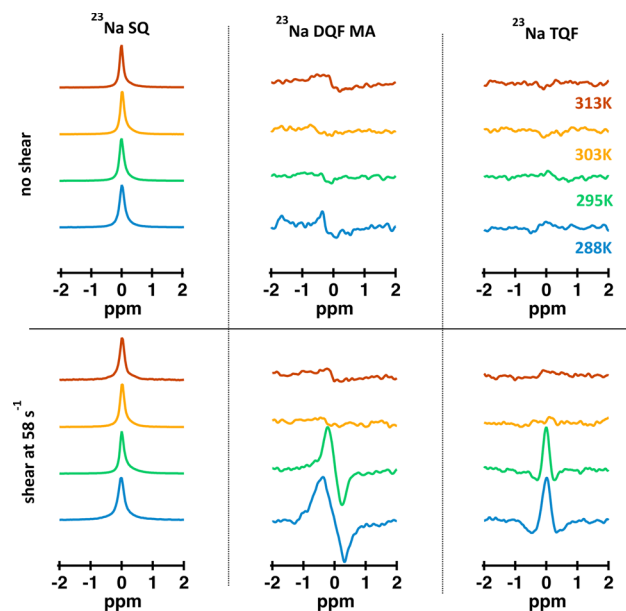 ²³Na SQ
²³Na DQF MA
²³Na TQF
no shear
313K
303K
295K
288K
-2 -1 0 1 2
ppm
-2 -1 0 1 2
ppm
-2 -1 0 1 2
ppm
shear at 58 s⁻¹
-2 -1 0 1 2
ppm
-2 -1 0 1 2
ppm
-2 -1 0 1 2
ppm